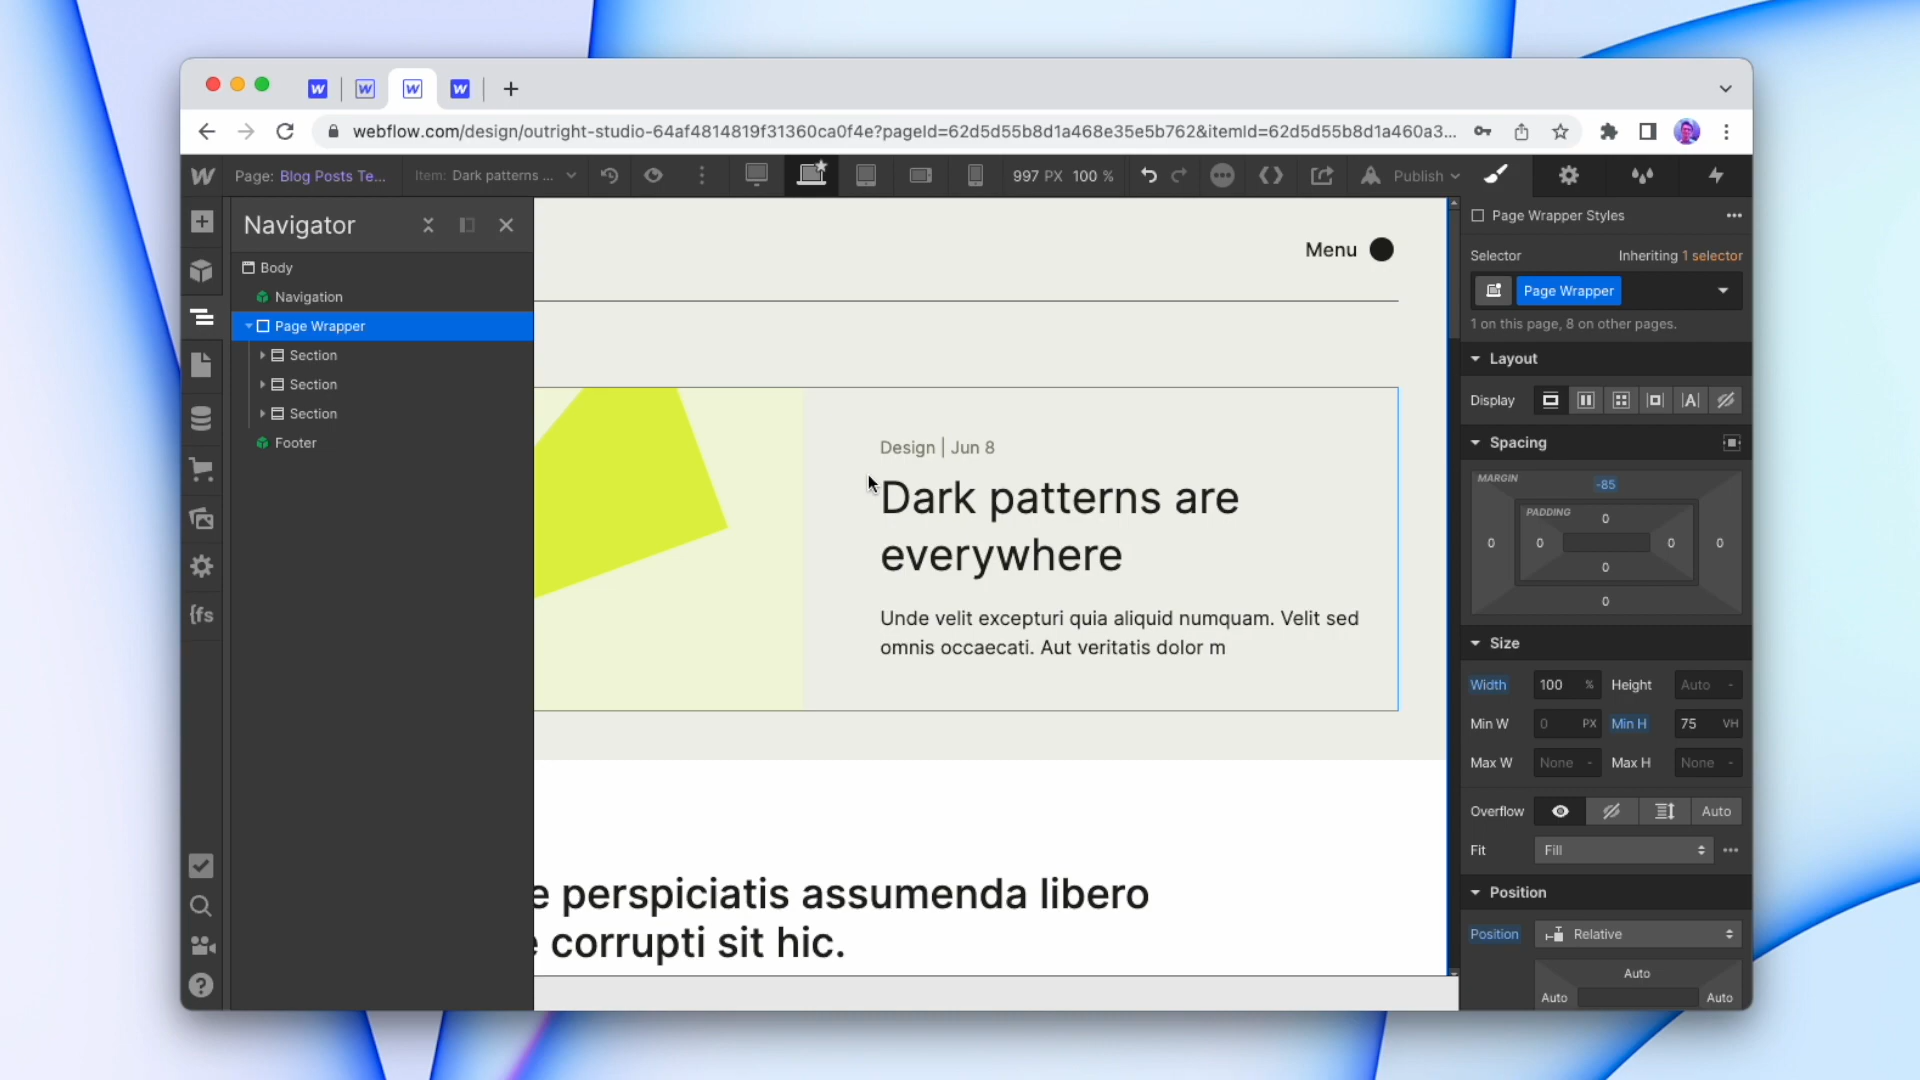 webflow.com/design/outright-studio-64af4814819f31360ca0f4e?pageId=62d5d55b8d1a468e35e5b762&itemId=62d5d55b8d1a460a3...
W Page: Blog Posts Te... Item: Dark patterns ... 997 PX 100 % Publish
Navigator
Body
Navigation
Page Wrapper
Section
Section
Section
Footer
{fs
Menu
Design | Jun 8
Dark patterns are
everywhere
Unde velit excepturi quia aliquid numquam. Velit sed
omnis occaecati. Aut veritatis dolor m
e perspiciatis assumenda libero
corrupti sit hic.
Page Wrapper Styles
Selector Inheriting 1 selector
Page Wrapper
1 on this page, 8 on other pages.
Layout
Display
Spacing
MARGIN -85
PADDING 0
0 0 0 0
0
0
Size
Width 100 % Height Auto -
Min W 0 PX Min H 75 VH
Max W None - Max H None -
Overflow Auto
Fit Fill
Position
Position Relative
Auto
Auto Auto